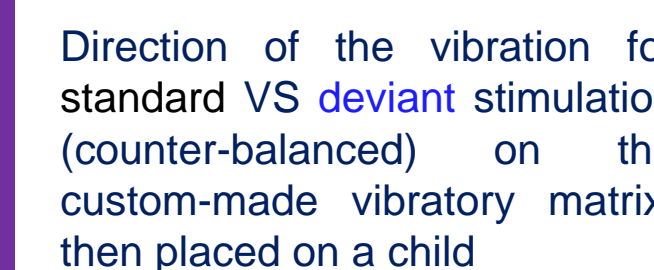 Direction of the vibration fo
standard VS deviant stimulatio
(counter-balanced) on th
custom-made vibratory matrix
then placed on a child